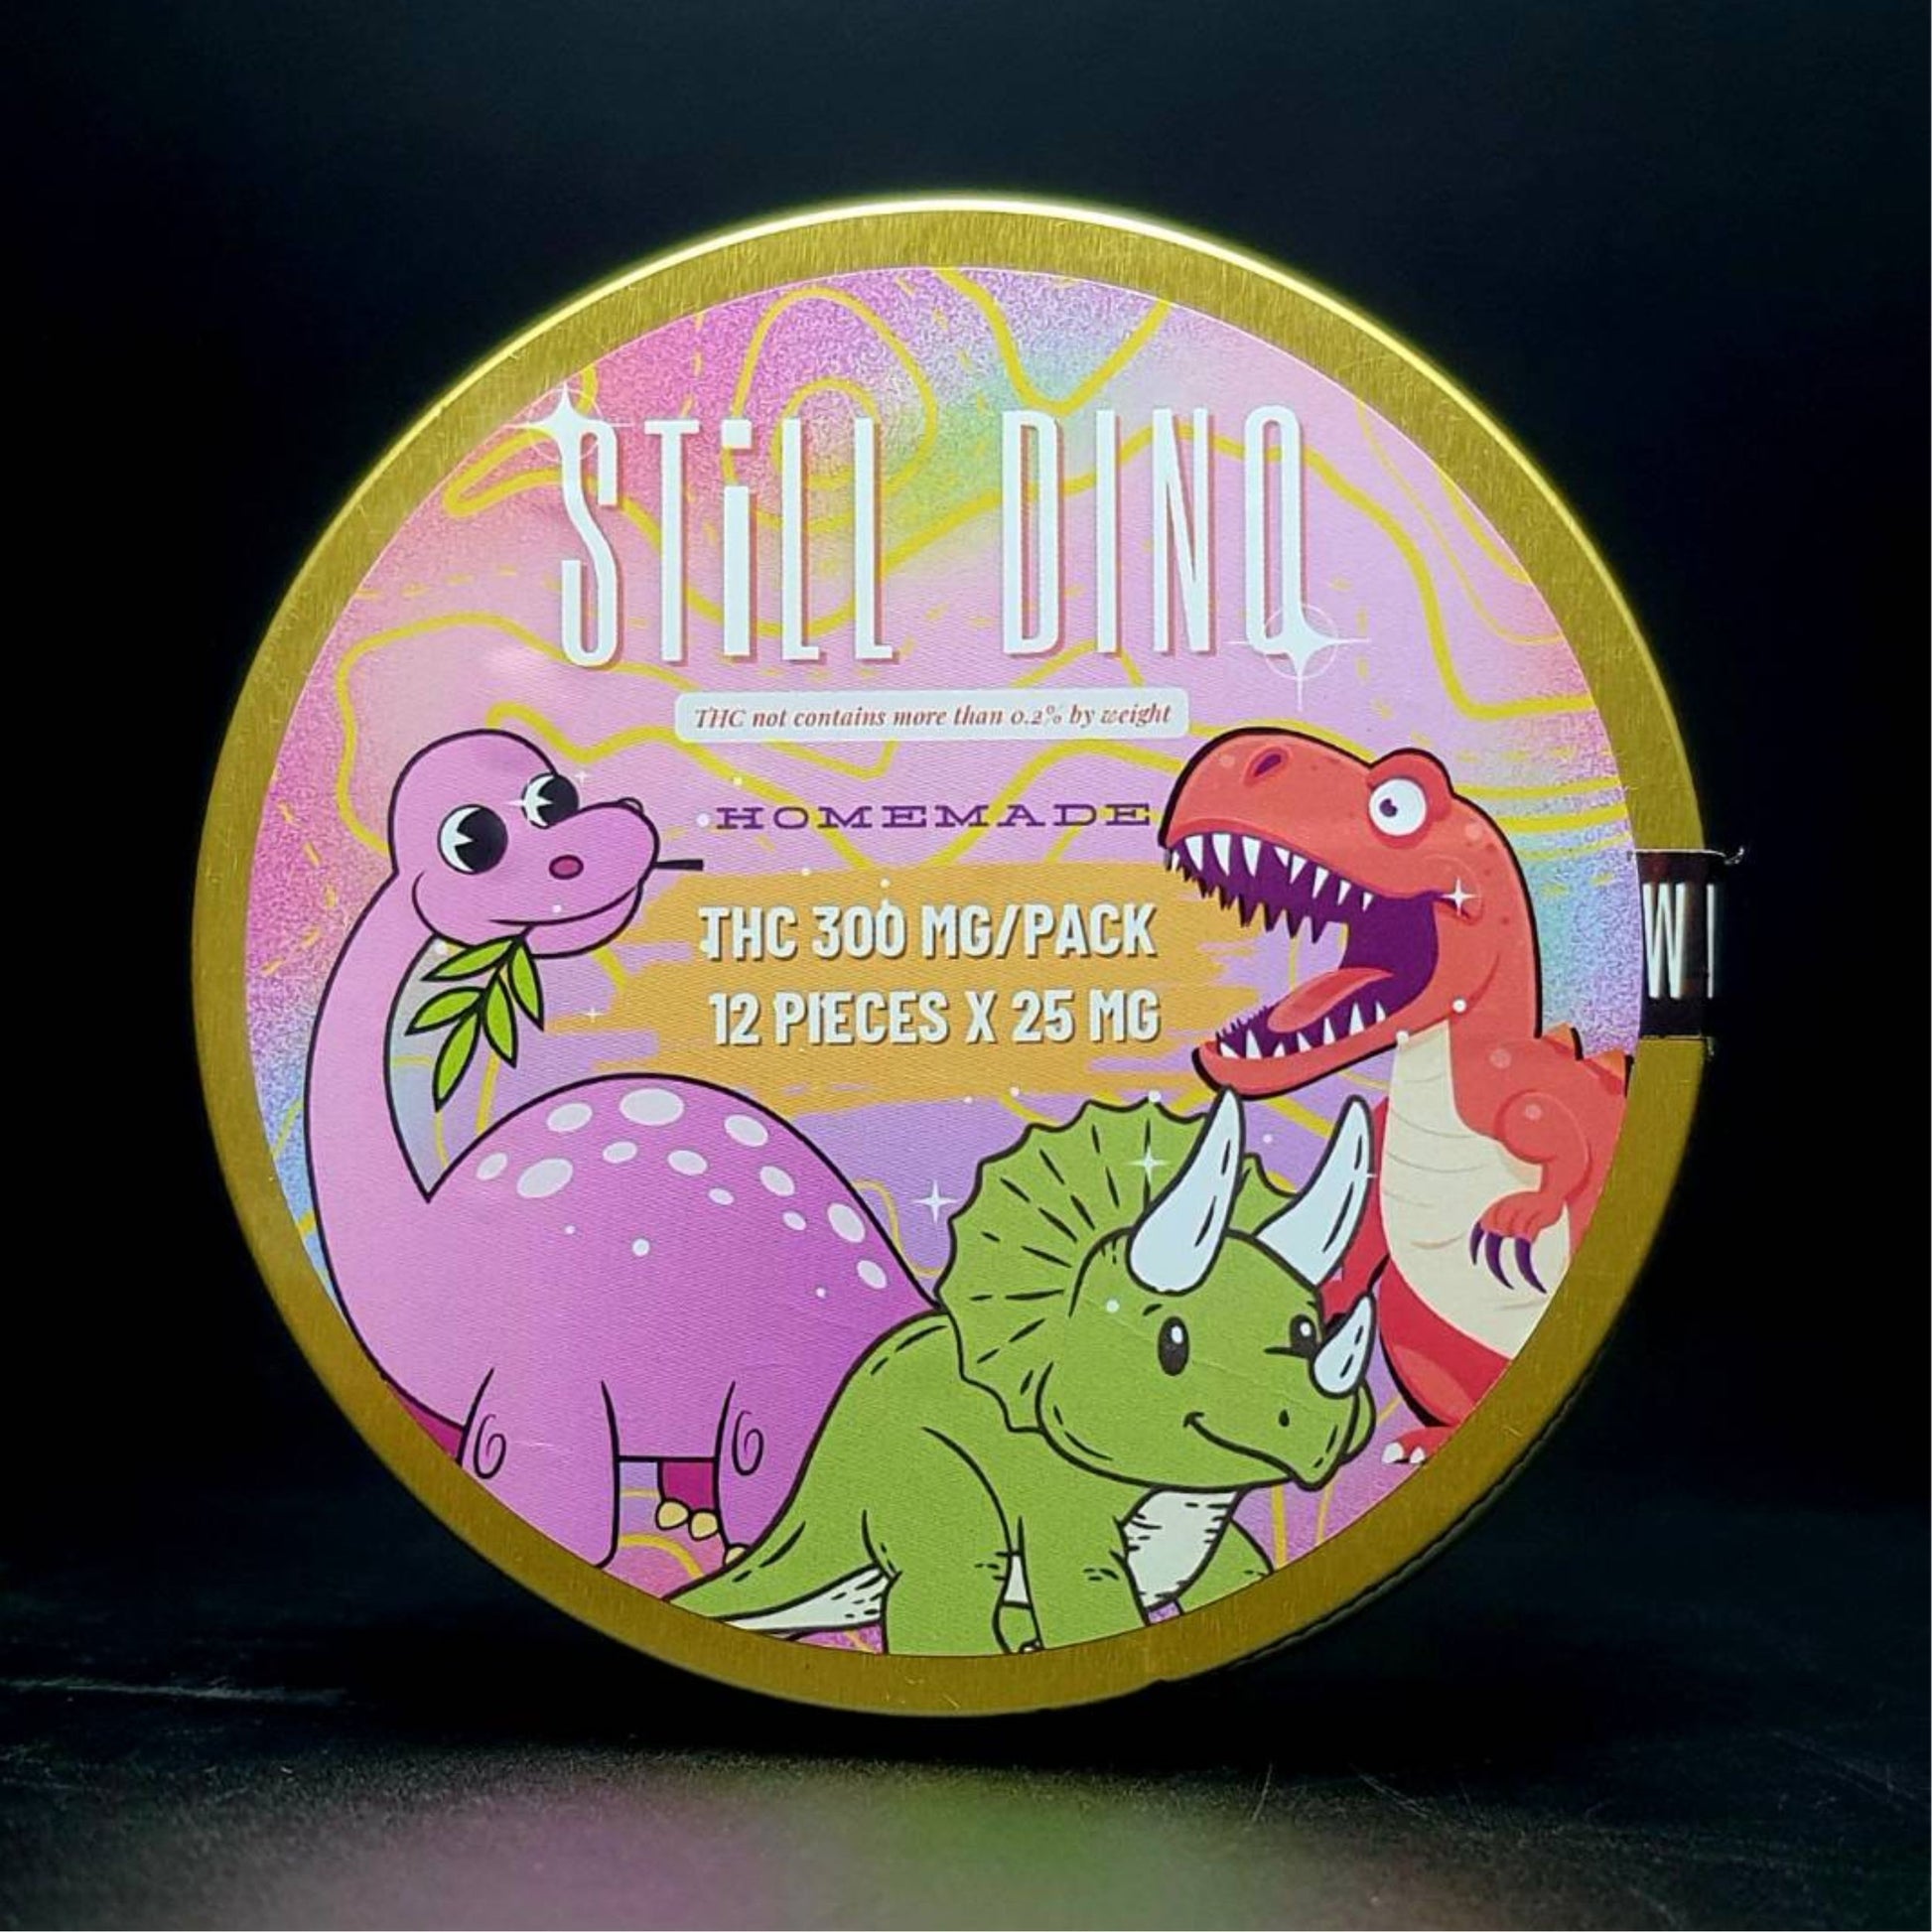 STiLL DINO
THC not contains more than 0.2% by weight
HOMEMADE
THC 300 MG/PACK
12 PIECES X 25 MG